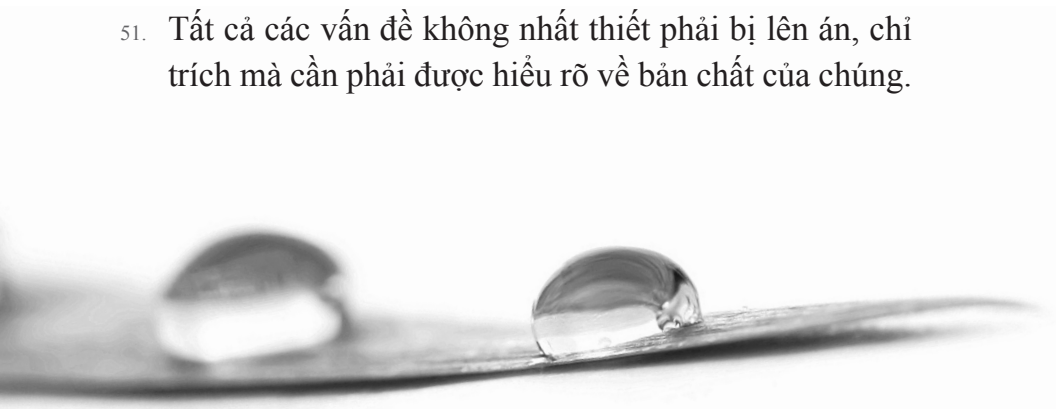 51. Tất cả các vấn đề không nhất thiết phải bị lên án, chỉ
trích mà cần phải được hiểu rõ về bản chất của chúng.